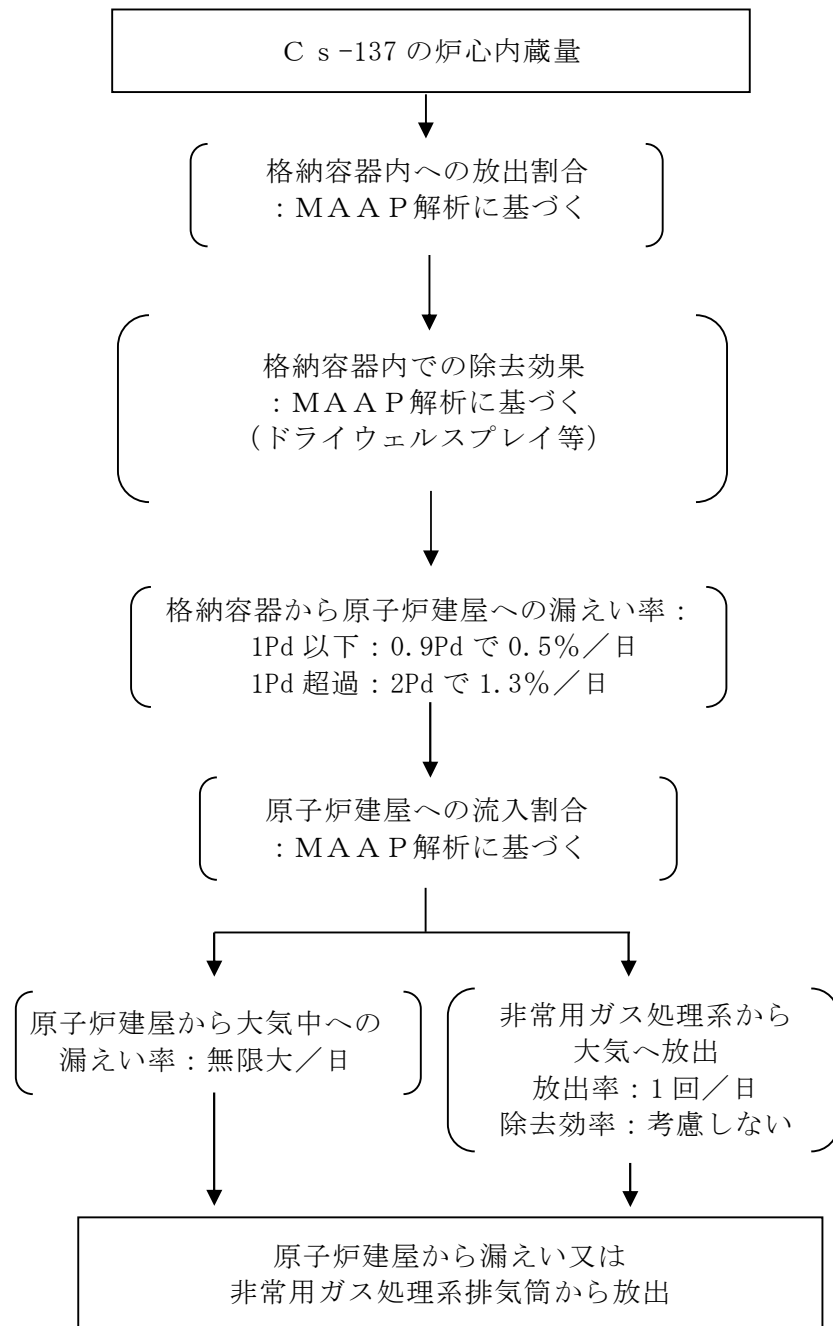 Ｃｓ-137 の炉心内蔵量
格納容器内への放出割合
：ＭＡＡＰ解析に基づく
格納容器内での除去効果
：ＭＡＡＰ解析に基づく
（ドライウェルスプレイ等）
格納容器から原子炉建屋への漏えい率：
1Pd 以下：0.9Pd で 0.5％／日
1Pd 超過：2Pd で 1.3％／日
原子炉建屋への流入割合
：ＭＡＡＰ解析に基づく
原子炉建屋から大気中への
漏えい率：無限大／日
非常用ガス処理系から
大気へ放出
放出率：1 回／日
除去効率：考慮しない
原子炉建屋から漏えい又は
非常用ガス処理系排気筒から放出